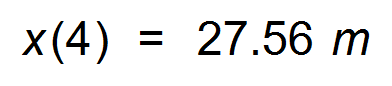 x(4) = 27.56 m